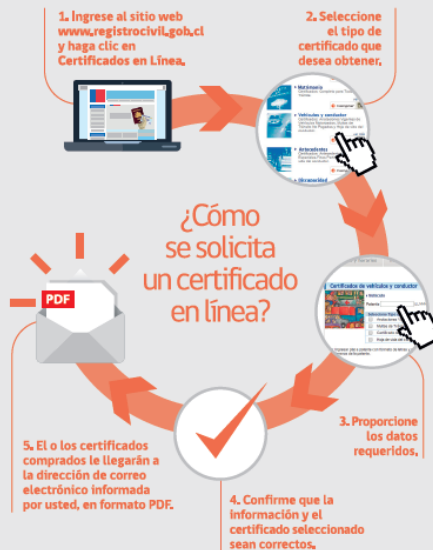 1. Ingrese al sitio web
www.registrocivil.gob.cl
y haga clic en
Certificados en Línea.
2. Seleccione
el tipo de
certificado que
desea obtener.
Matrimonio
Vehículos y conductor
Antecedentes
¿Cómo
se solicita
un certificado
en línea?
PDF
Certificados de vehículos y conductor
3. Proporcione
los datos
requeridos.
4. Confirme que la
información y el
certificado seleccionado
sean correctos.
5. El o los certificados
comprados le llegarán a
la dirección de correo
electrónico informada
por usted, en formato PDF.